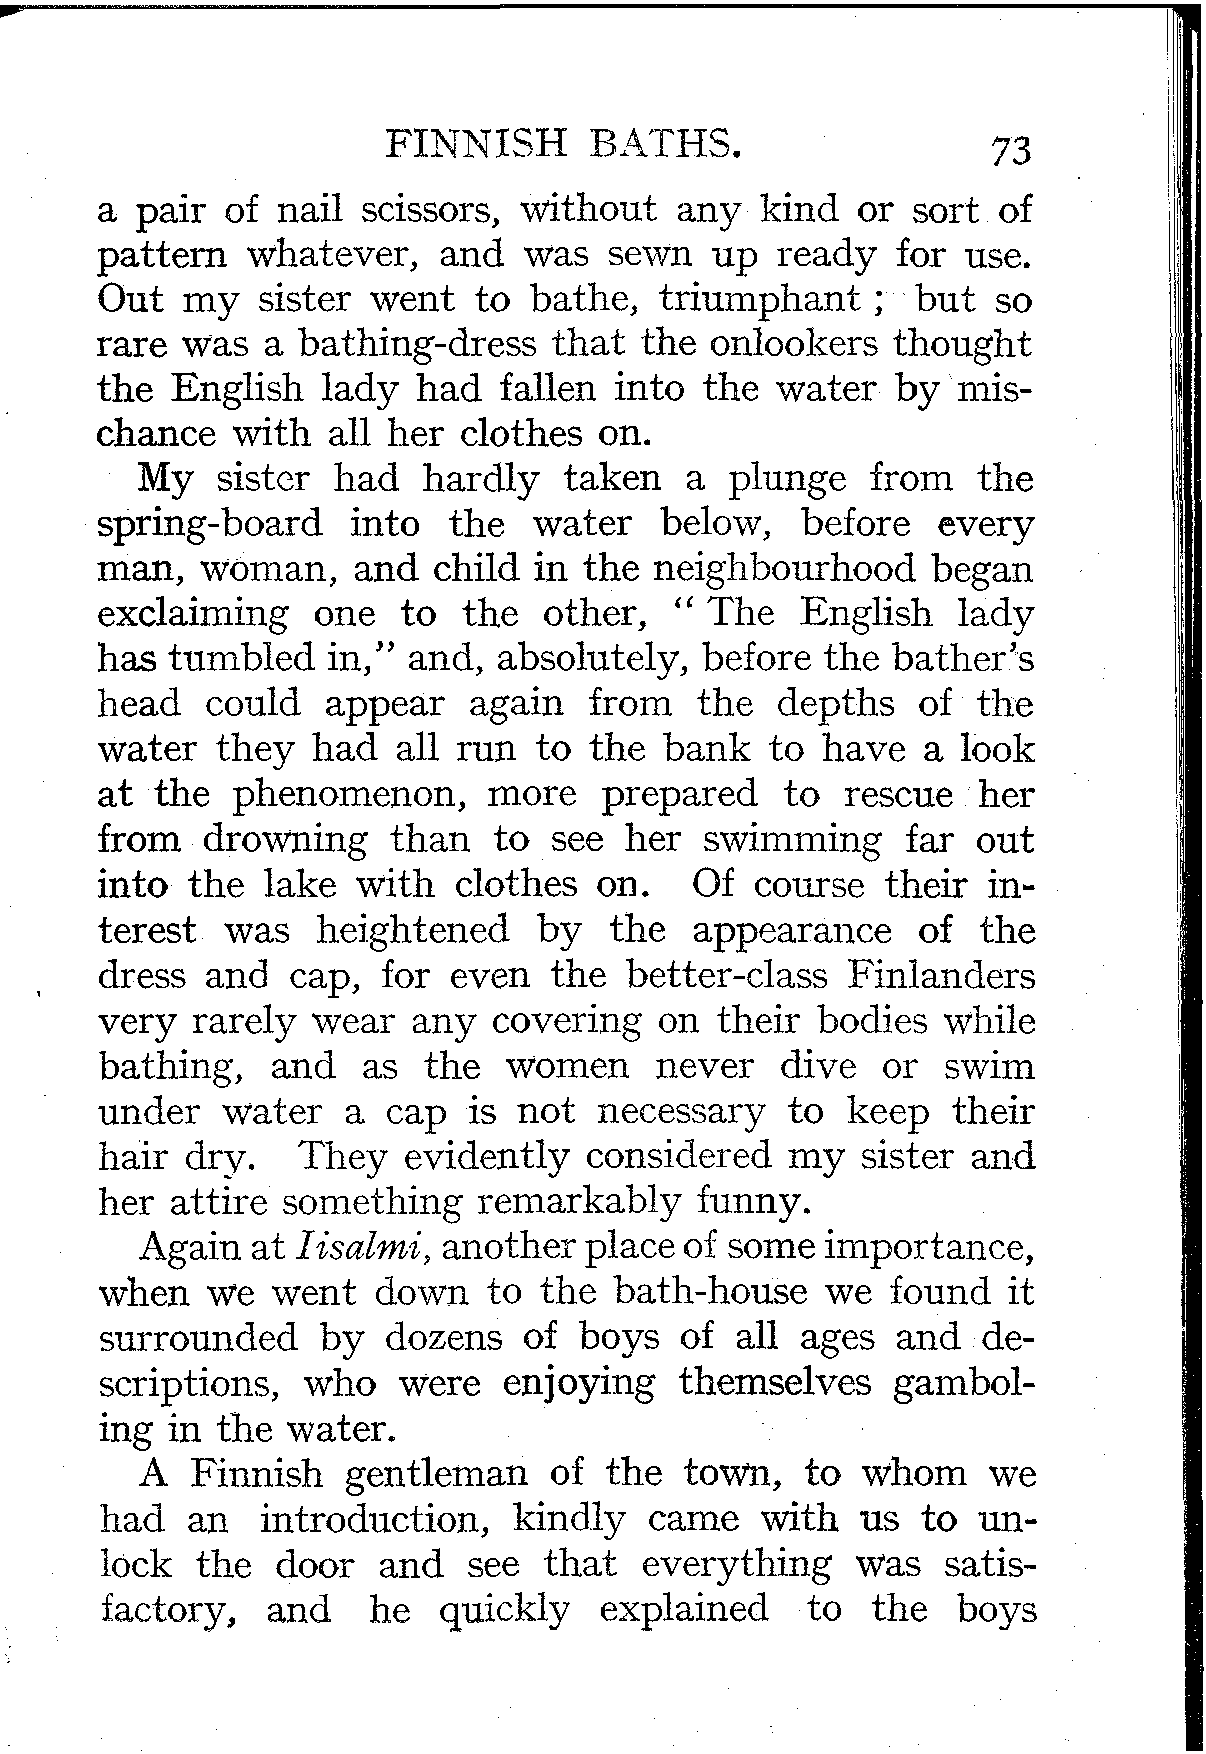 FINNISH BATHS. 73
a pair of nail scissors, without any kind or sort of
pattern whatever, and was sewn up ready for use.
Out my sister went to bathe, triumphant ; but so
rare was a bathing-dress that the onlookers thought
the English lady had fallen into the water by mis-
chance with all her clothes on.
My sister had hardly taken a plunge from the
spring-board into the water below, before every
man, woman, and child in the neighbourhood began
exclaiming one to the other, “ The English lady
has tumbled in,” and, absolutely, before the bather’s
head could appear again from the depths of the
water they had all run to the bank to have a look
at the phenomenon, more prepared to rescue her
from drowning than to see her swimming far out
into the lake with clothes on. Of course their in-
terest was heightened by the appearance of the
dress and cap, for even the better-class Finlanders
very rarely wear any covering on their bodies while
bathing, and as the women never dive or swim
under water a cap is not necessary to keep their
hair dry. They evidently considered my sister and
her attire something remarkably funny.
Again at Iisalmi, another place of some importance,
when we went down to the bath-house we found it
surrounded by dozens of boys of all ages and de-
scriptions, who were enjoying themselves gambol-
ing in the water.
A Finnish gentleman of the town, to whom we
had an introduction, kindly came with us to un-
lock the door and see that everything was satis-
factory, and he quickly explained to the boys